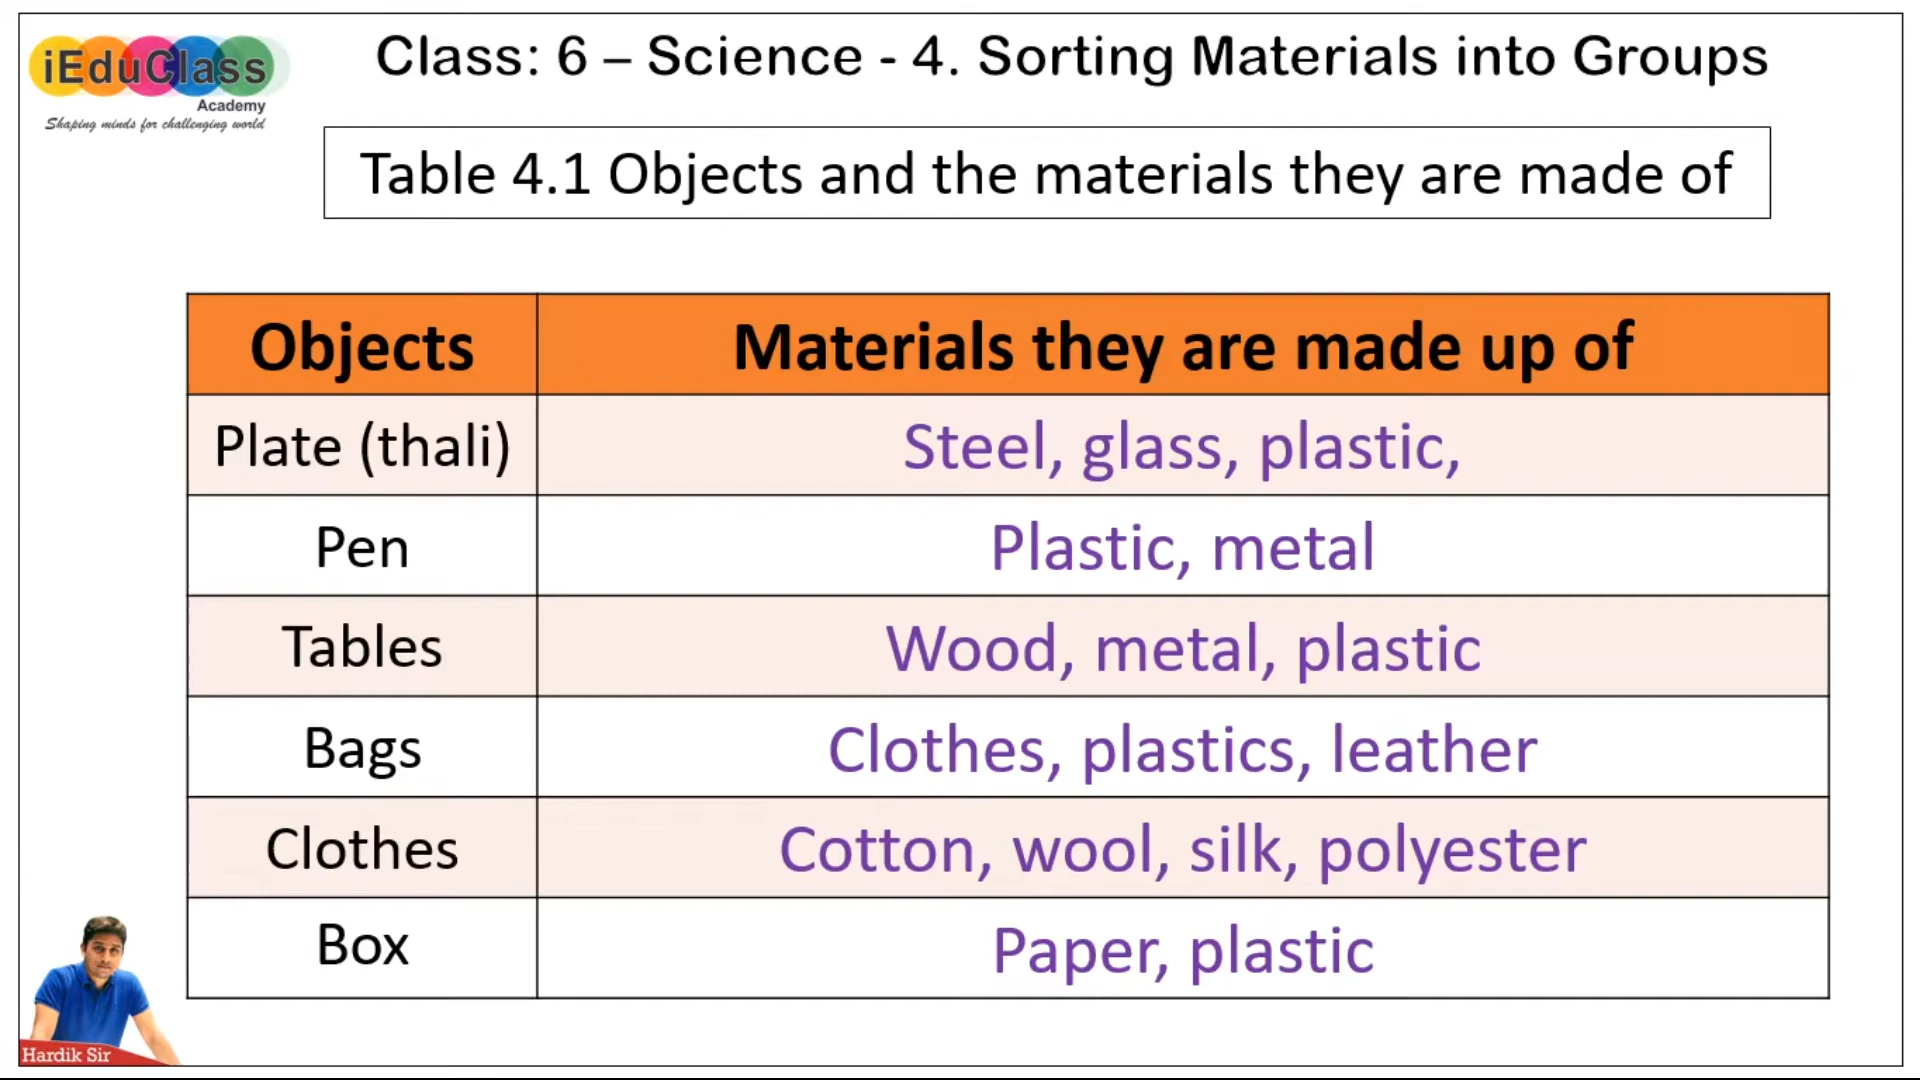 iEduClass
Academy
Shaping minds for challenging world
Class: 6 – Science - 4. Sorting Materials into Groups
Table 4.1 Objects and the materials they are made of
Objects Materials they are made up of
Plate (thali) Steel, glass, plastic,
Pen Plastic, metal
Tables Wood, metal, plastic
Bags Clothes, plastics, leather
Clothes Cotton, wool, silk, polyester
Box Paper, plastic
Hardik Sir